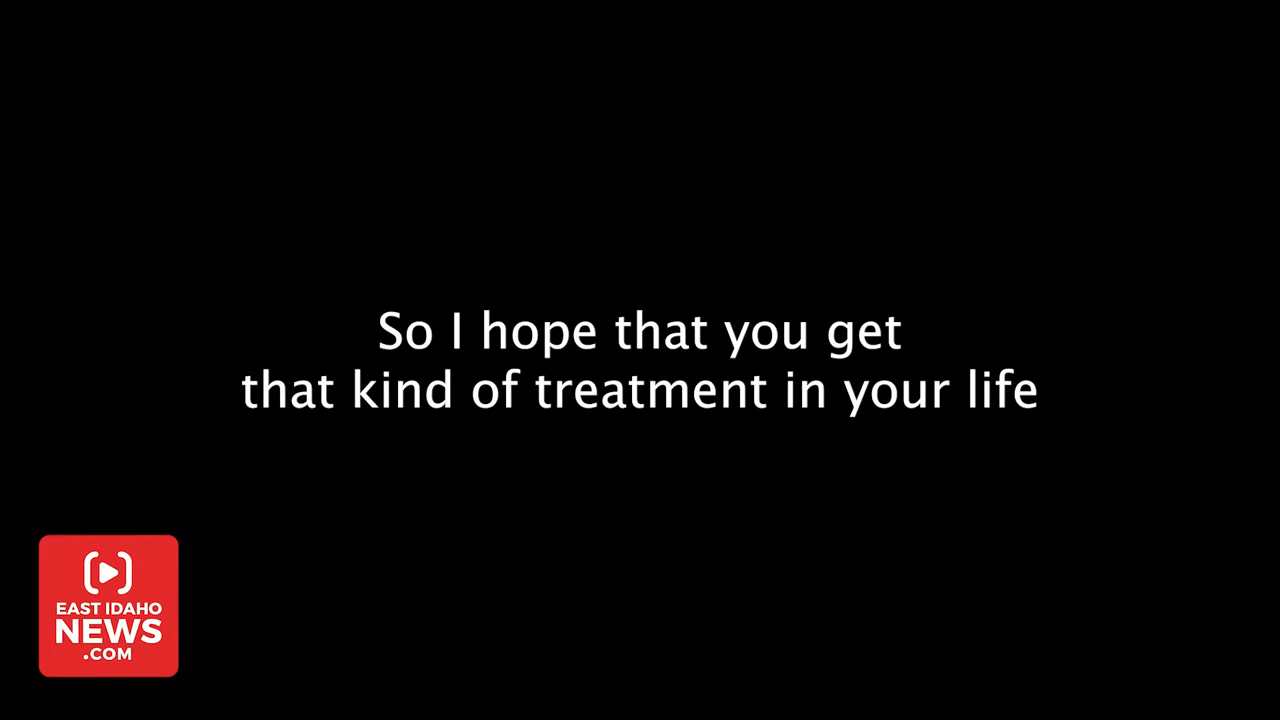 So I hope that you get
that kind of treatment in your life
EAST IDAHO
NEWS
.COM